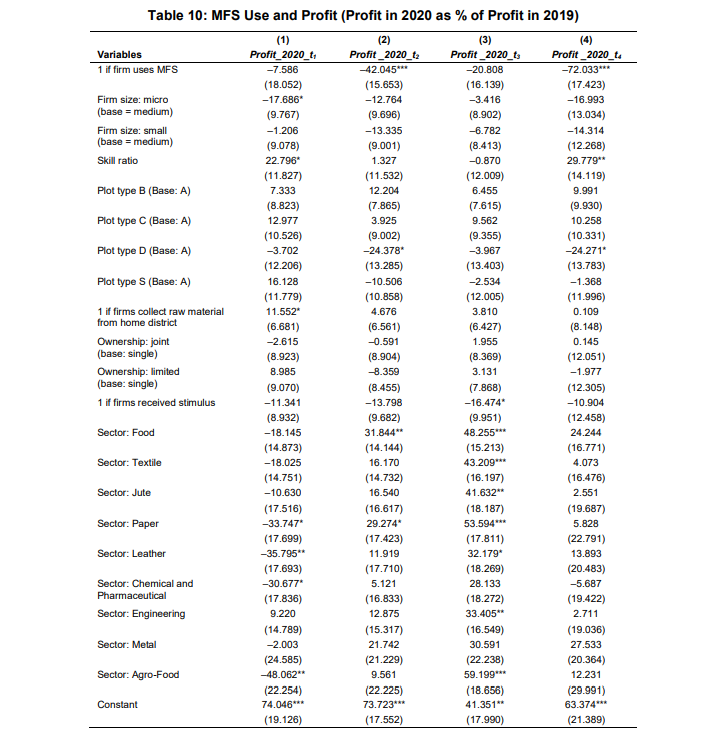 Table 10: MFS Use and Profit (Profit in 2020 as % of Profit in 2019)
(1) (2) (3) (4)
Variables Profit_2020_t1 Profit _2020_t2 Profit _2020_t3 Profit _2020_t4
1 if firm uses MFS –7.586 –42.045*** –20.808 –72.033***
(18.052) (15.653) (16.139) (17.423)
Firm size: micro –17.686* –12.764 –3.416 –16.993
(base = medium) (9.767) (9.696) (8.902) (13.034)
Firm size: small –1.206 –13.335 –6.782 –14.314
(base = medium) (9.078) (9.001) (8.413) (12.268)
Skill ratio 22.796* 1.327 –0.870 29.779**
(11.827) (11.532) (12.009) (14.119)
Plot type B (Base: A) 7.333 12.204 6.455 9.991
(8.823) (7.865) (7.615) (9.930)
Plot type C (Base: A) 12.977 3.925 9.562 10.258
(10.526) (9.002) (9.355) (10.331)
Plot type D (Base: A) –3.702 –24.378* –3.967 –24.271*
(12.206) (13.285) (13.403) (13.783)
Plot type S (Base: A) 16.128 –10.506 –2.534 –1.368
(11.779) (10.858) (12.005) (11.996)
1 if firms collect raw material 11.552* 4.676 3.810 0.109
from home district (6.681) (6.561) (6.427) (8.148)
Ownership: joint –2.615 –0.591 1.955 0.145
(base: single) (8.923) (8.904) (8.369) (12.051)
Ownership: limited 8.985 –8.359 3.131 –1.977
(base: single) (9.070) (8.455) (7.868) (12.305)
1 if firms received stimulus –11.341 –13.798 –16.474* –10.904
(8.932) (9.682) (9.951) (12.458)
Sector: Food –18.145 31.844** 48.255*** 24.244
(14.873) (14.144) (15.213) (16.771)
Sector: Textile –18.025 16.170 43.209*** 4.073
(14.751) (14.732) (16.197) (16.476)
Sector: Jute –10.630 16.540 41.632** 2.551
(17.516) (16.617) (18.187) (19.687)
Sector: Paper –33.747* 29.274* 53.594*** 5.828
(17.699) (17.423) (17.811) (22.791)
Sector: Leather –35.795** 11.919 32.179* 13.893
(17.693) (17.710) (18.269) (20.483)
Sector: Chemical and –30.677* 5.121 28.133 –5.687
Pharmaceutical (17.836) (16.833) (18.272) (19.422)
Sector: Engineering 9.220 12.875 33.405** 2.711
(14.789) (15.317) (16.549) (19.036)
Sector: Metal –2.003 21.742 30.591 27.533
(24.585) (21.229) (22.238) (20.364)
Sector: Agro-Food –48.062** 9.561 59.199*** 12.231
(22.254) (22.225) (18.656) (29.991)
Constant 74.046*** 73.723*** 41.351** 63.374***
(19.126) (17.552) (17.990) (21.389)